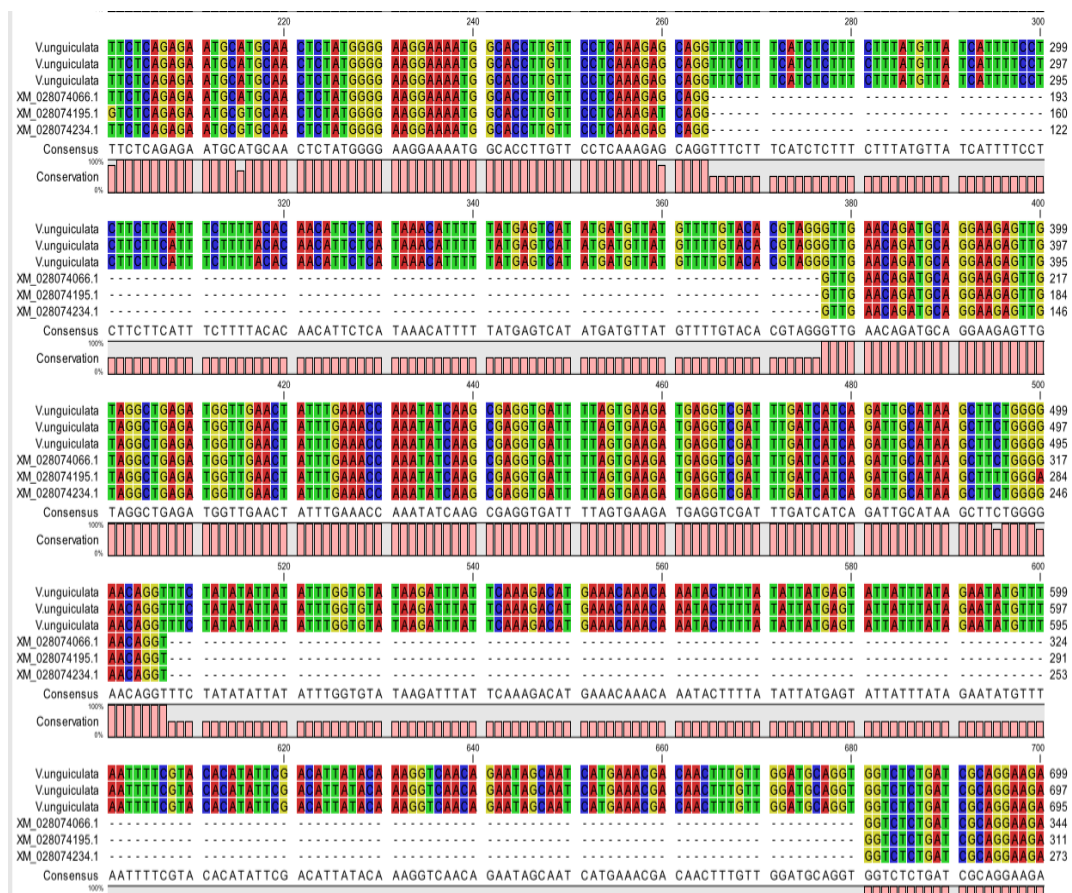 220 240 260 280 300
V.unguiculata TTCTCAGAGA ATGCATGCAA CTCTATGGGG AAGGAAAATG GCACCTTGTT CCTCAAAGAG CAGGTTTCTT TCATCTCTTT CTTTATGTTA TCATTTTCCT 299
V.unguiculata TTCTCAGAGA ATGCATGCAA CTCTATGGGG AAGGAAAATG GCACCTTGTT CCTCAAAGAG CAGGTTTCTT TCATCTCTTT CTTTATGTTA TCATTTTCCT 297
V.unguiculata TTCTCAGAGA ATGCATGCAA CTCTATGGGG AAGGAAAATG GCACCTTGTT CCTCAAAGAG CAGGTTTCTT TCATCTCTTT CTTTATGTTA TCATTTTCCT 295
XM_028074066.1 TTCTCAGAGA ATGCATGCAA CTCTATGGGG AAGGAAAATG GCACCTTGTT CCTCAAAGAG CAGG------ ---------- ---------- ---------- 193
XM_028074195.1 GTCTCAGAGA ATGCGTGCAA CTCTATGGGG AAGGAAAATG GCACCTTGTT CCTCAAAGAT CAGG------ ---------- ---------- ---------- 160
XM_028074234.1 TTCTCAGAGA ATGCGTGCAA CTCTATGGGG AAGGAAAATG GCACCTTGTT CCTCAAAGAG CAGG------ ---------- ---------- ---------- 122
Consensus TTCTCAGAGA ATGCATGCAA CTCTATGGGG AAGGAAAATG GCACCTTGTT CCTCAAAGAG CAGGTTTCTT TCATCTCTTT CTTTATGTTA TCATTTTCCT
100%
Conservation
0%
320 340 360 380 400
V.unguiculata CTTCTTCATT TCTTTTACAC AACATTCTCA TAAACATTTT TATGAGTCAT ATGATGTTAT GTTTTGTACA CGTAGGGTTG AACAGATGCA GGAAGAGTTG 399
V.unguiculata CTTCTTCATT TCTTTTACAC AACATTCTCA TAAACATTTT TATGAGTCAT ATGATGTTAT GTTTTGTACA CGTAGGGTTG AACAGATGCA GGAAGAGTTG 397
V.unguiculata CTTCTTCATT TCTTTTACAC AACATTCTCA TAAACATTTT TATGAGTCAT ATGATGTTAT GTTTTGTACA CGTAGGGTTG AACAGATGCA GGAAGAGTTG 395
XM_028074066.1 ---------- ---------- ---------- ---------- ---------- ---------- ---------- ------GTTG AACAGATGCA GGAAGAGTTG 217
XM_028074195.1 ---------- ---------- ---------- ---------- ---------- ---------- ---------- ------GTTG AACAGATGCA GGAAGAGTTG 184
XM_028074234.1 ---------- ---------- ---------- ---------- ---------- ---------- ---------- ------GTTG AACAGATGCA GGAAGAGTTG 146
Consensus CTTCTTCATT TCTTTTACAC AACATTCTCA TAAACATTTT TATGAGTCAT ATGATGTTAT GTTTTGTACA CGTAGGGTTG AACAGATGCA GGAAGAGTTG
100%
Conservation
0%
420 440 460 480 500
V.unguiculata TAGGCTGAGA TGGTTGAACT ATTTGAAACC AAATATCAAG CGAGGTGATT TTAGTGAAGA TGAGGTCGAT TTGATCATCA GATTGCATAA GCTTCTGGGG 499
V.unguiculata TAGGCTGAGA TGGTTGAACT ATTTGAAACC AAATATCAAG CGAGGTGATT TTAGTGAAGA TGAGGTCGAT TTGATCATCA GATTGCATAA GCTTCTGGGG 497
V.unguiculata TAGGCTGAGA TGGTTGAACT ATTTGAAACC AAATATCAAG CGAGGTGATT TTAGTGAAGA TGAGGTCGAT TTGATCATCA GATTGCATAA GCTTCTGGGG 495
XM_028074066.1 TAGGCTGAGA TGGTTGAACT ATTTGAAACC AAATATCAAG CGAGGTGATT TTAGTGAAGA TGAGGTCGAT TTGATCATCA GATTGCATAA GCTTCTGGGG 317
XM_028074195.1 TAGGCTGAGA TGGTTGAACT ATTTGAAACC AAATATCAAG CGAGGTGATT TTAGTGAAGA TGAGGTCGAT TTGATCATCA GATTGCATAA GCTTTTGGGA 284
XM_028074234.1 TAGGCTGAGA TGGTTGAACT ATTTGAAACC AAATATCAAG CGAGGTGATT TTAGTGAAGA TGAGGTCGAT TTGATCATCA GATTGCATAA GCTTCTGGGG 246
Consensus TAGGCTGAGA TGGTTGAACT ATTTGAAACC AAATATCAAG CGAGGTGATT TTAGTGAAGA TGAGGTCGAT TTGATCATCA GATTGCATAA GCTTCTGGGG
100%
Conservation
0%
520 540 560 580 600
V.unguiculata AACAGGTTTC TATATATTAT ATTTGGTGTA TAAGATTTAT TCAAAGACAT GAAACAAACA AATACTTTTA TATTATGAGT ATTATTTATA GAATATGTTT 599
V.unguiculata AACAGGTTTC TATATATTAT ATTTGGTGTA TAAGATTTAT TCAAAGACAT GAAACAAACA AATACTTTTA TATTATGAGT ATTATTTATA GAATATGTTT 597
V.unguiculata AACAGGTTTC TATATATTAT ATTTGGTGTA TAAGATTTAT TCAAAGACAT GAAACAAACA AATACTTTTA TATTATGAGT ATTATTTATA GAATATGTTT 595
XM_028074066.1 AACAGGT--- ---------- ---------- ---------- ---------- ---------- ---------- ---------- ---------- ---------- 324
XM_028074195.1 AACAGGT--- ---------- ---------- ---------- ---------- ---------- ---------- ---------- ---------- ---------- 291
XM_028074234.1 AACAGGT--- ---------- ---------- ---------- ---------- ---------- ---------- ---------- ---------- ---------- 253
Consensus AACAGGTTTC TATATATTAT ATTTGGTGTA TAAGATTTAT TCAAAGACAT GAAACAAACA AATACTTTTA TATTATGAGT ATTATTTATA GAATATGTTT
100%
Conservation
0%
620 640 660 680 700
V.unguiculata AATTTTCGTA CACATATTCG ACATTATACA AAGGTCAACA GAATAGCAAT CATGAAACGA CAACTTTGTT GGATGCAGGT GGTCTCTGAT CGCAGGAAGA 699
V.unguiculata AATTTTCGTA CACATATTCG ACATTATACA AAGGTCAACA GAATAGCAAT CATGAAACGA CAACTTTGTT GGATGCAGGT GGTCTCTGAT CGCAGGAAGA 697
V.unguiculata AATTTTCGTA CACATATTCG ACATTATACA AAGGTCAACA GAATAGCAAT CATGAAACGA CAACTTTGTT GGATGCAGGT GGTCTCTGAT CGCAGGAAGA 695
XM_028074066.1 ---------- ---------- ---------- ---------- ---------- ---------- ---------- ---------- GGTCTCTGAT CGCAGGAAGA 344
XM_028074195.1 ---------- ---------- ---------- ---------- ---------- ---------- ---------- ---------- GGTCTCTGAT CGCAGGAAGA 311
XM_028074234.1 ---------- ---------- ---------- ---------- ---------- ---------- ---------- ---------- GGTCTCTGAT CGCAGGAAGA 273
Consensus AATTTTCGTA CACATATTCG ACATTATACA AAGGTCAACA GAATAGCAAT CATGAAACGA CAACTTTGTT GGATGCAGGT GGTCTCTGAT CGCAGGAAGA
100%